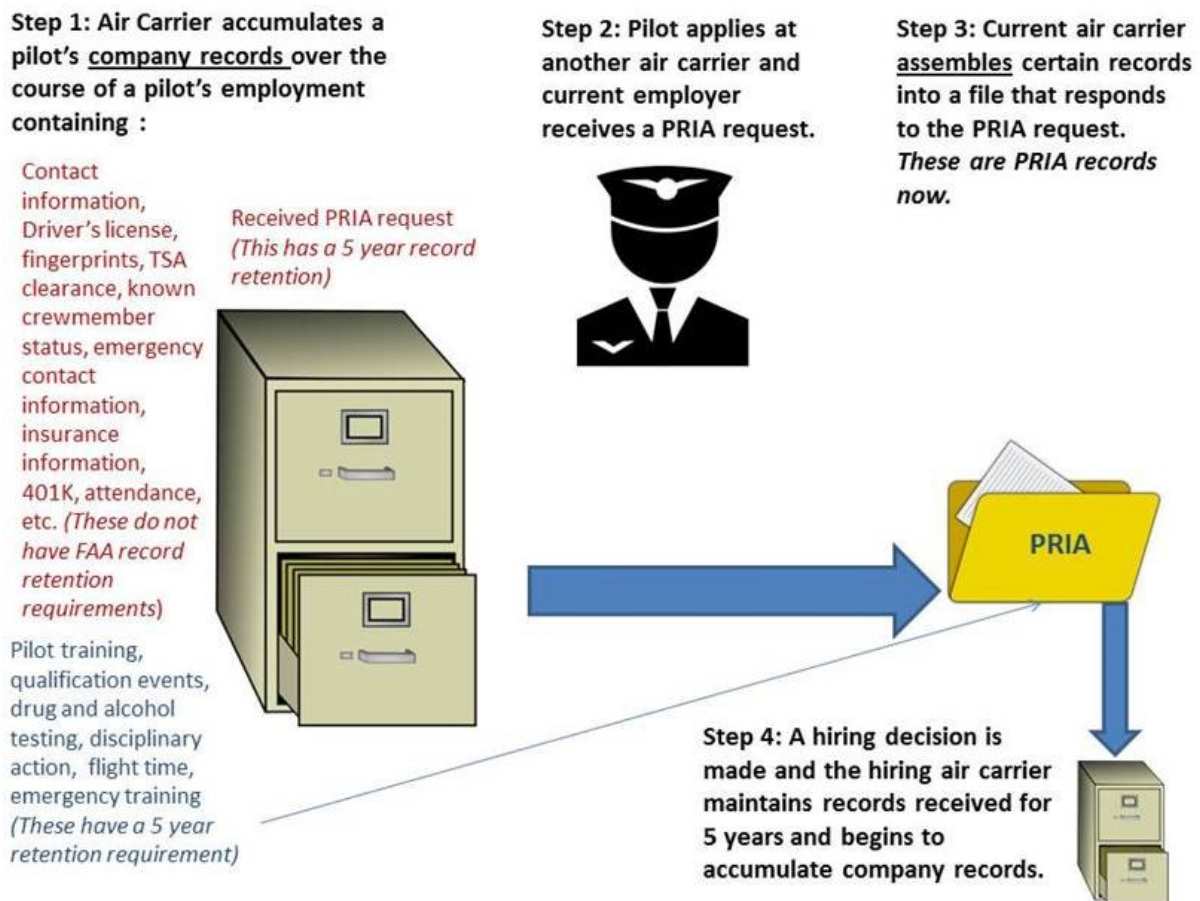 Step 1: Air Carrier accumulates a
pilot's company records over the
course of a pilot's employment
containing :
Contact
information,
Driver's license,
fingerprints, TSA
clearance, known
crewmember
status, emergency
contact
information,
insurance
information,
401K, attendance,
etc. (These do not
have FAA record
retention
requirements)
Pilot training,
qualification events,
drug and alcohol
testing, disciplinary
action, flight time,
emergency training
(These have a 5 year
retention requirement)
Received PRIA request
(This has a 5 year record
retention)
Step 2: Pilot applies at
another air carrier and
current employer
receives a PRIA request.
Step 3: Current air carrier
assembles certain records
into a file that responds
to the PRIA request.
These are PRIA records
now.
PRIA
Step 4: A hiring decision is
made and the hiring air carrier
maintains records received for
5 years and begins to
accumulate company records.